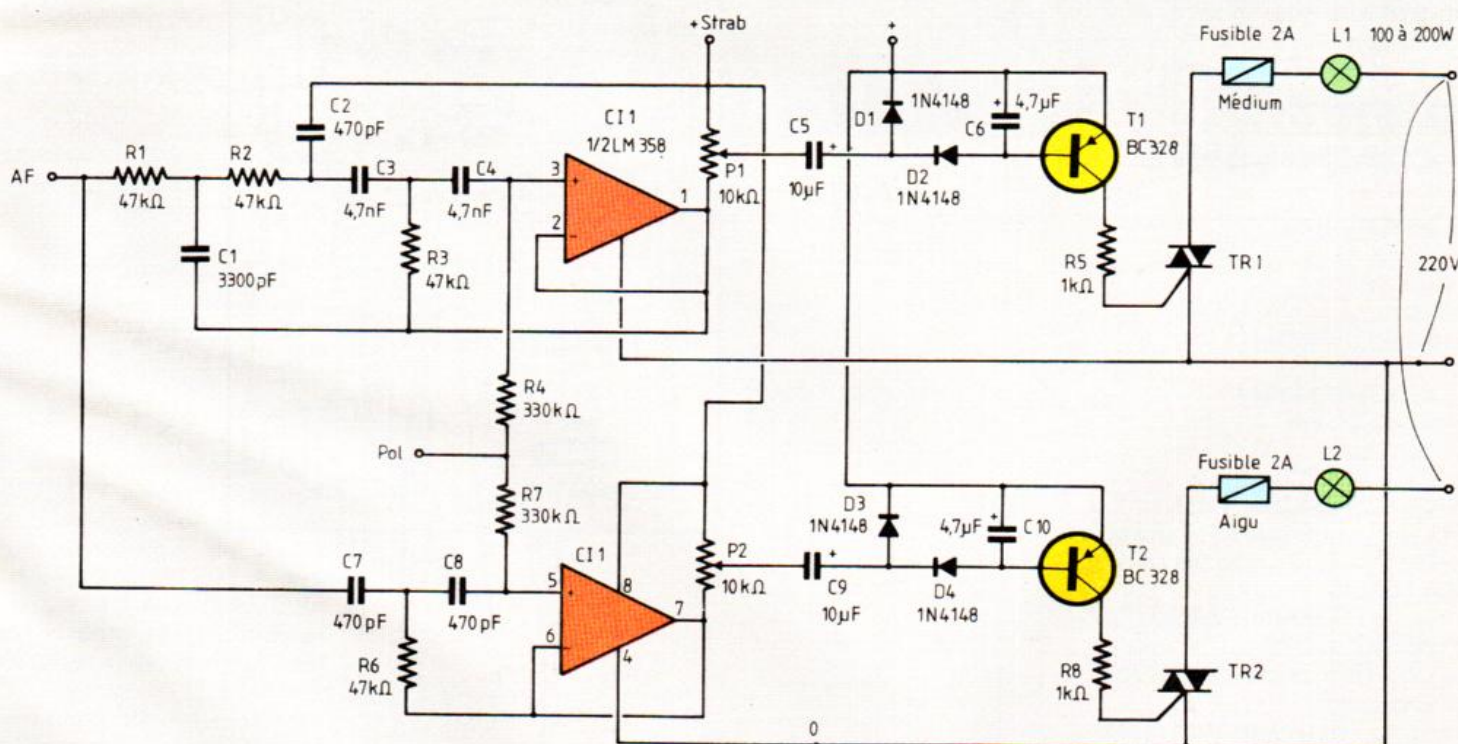 +Strab
+
Fusible 2A
L1
100 à 200W
Médium
C2
470pF
CI1
1/2LM 358
1N4148
D1
4,7µF
+
C6
T1
BC328
R1
47kΩ
R2
47kΩ
C3
4,7nF
C4
4,7nF
AF
3
+
2
-
1
P1
10kΩ
C5
+
10µF
D2
1N4148
C1
3300pF
R3
47kΩ
R5
1kΩ
TR1
220V
R4
330kΩ
Pol
R7
330kΩ
Fusible 2A
L2
Aigu
D3
1N4148
4,7µF
+
C10
T2
BC328
C7
470pF
C8
470pF
CI1
5
+
6
-
8
7
4
P2
10kΩ
C9
+
10µF
D4
1N4148
R6
47kΩ
R8
1kΩ
TR2
0